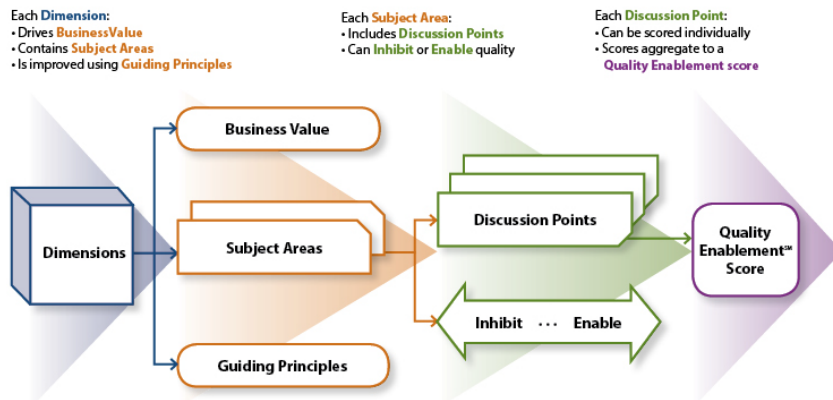 Each Dimension:
• Drives BusinessValue
• Contains Subject Areas
• Is improved using Guiding Principles
Each Subject Area:
• Includes Discussion Points
• Can Inhibit or Enable quality
Each Discussion Point:
• Can be scored individually
• Scores aggregate to a
Quality Enablement score
Dimensions
Business Value
Subject Areas
Guiding Principles
Discussion Points
Inhibit ··· Enable
Quality
Enablement℠
Score